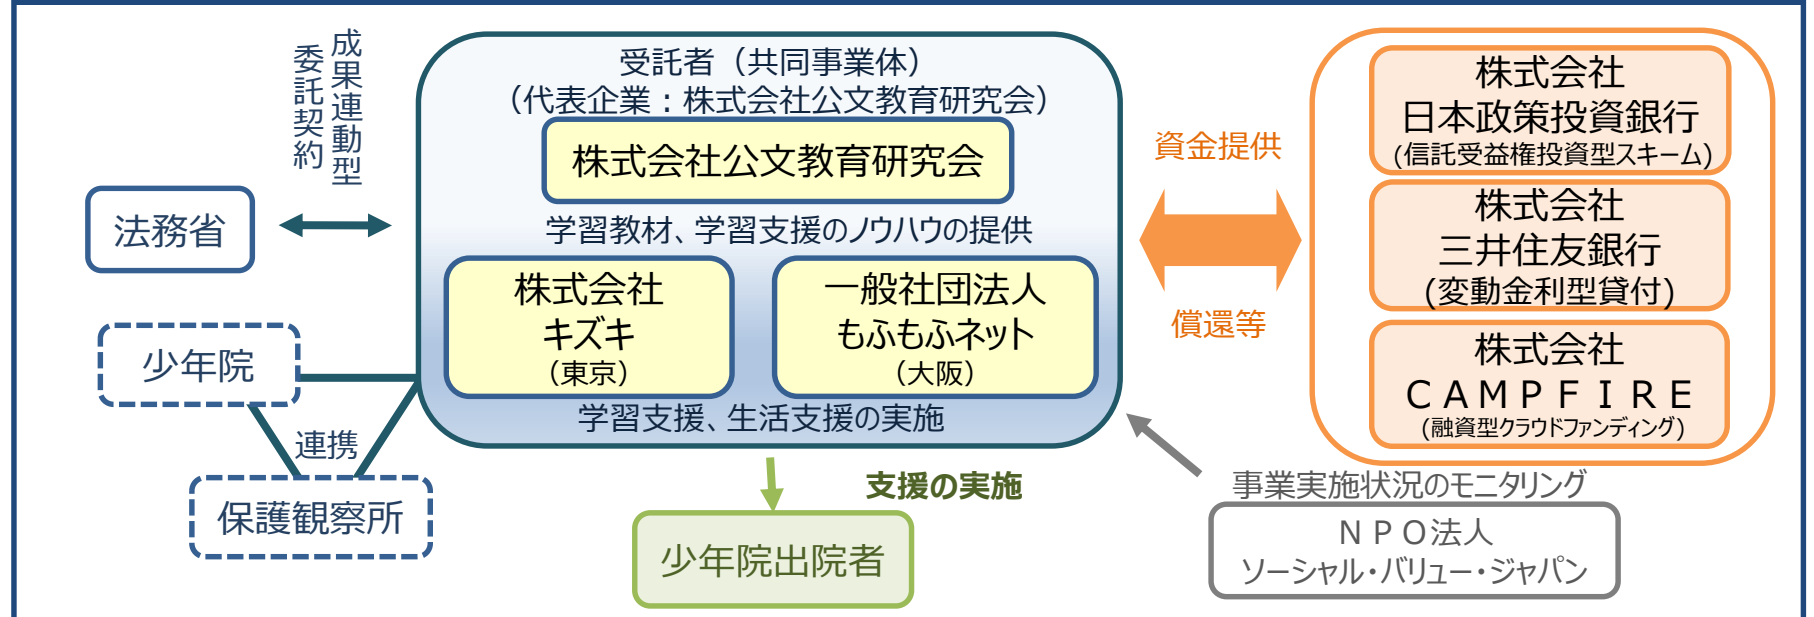 成果連動型
委託契約
法務省
少年院
連携
保護観察所
受託者（共同事業体）
（代表企業：株式会社公文教育研究会）
株式会社公文教育研究会
学習教材、学習支援のノウハウの提供
株式会社
キズキ
（東京）
一般社団法人
もふもふネット
（大阪）
学習支援、生活支援の実施
支援の実施
少年院出院者
資金提供
償還等
株式会社
日本政策投資銀行
(信託受益権投資型スキーム)
株式会社
三井住友銀行
(変動金利型貸付)
株式会社
ＣＡＭＰＦＩＲＥ
(融資型クラウドファンディング)
事業実施状況のモニタリング
ＮＰＯ法人
ソーシャル・バリュー・ジャパン